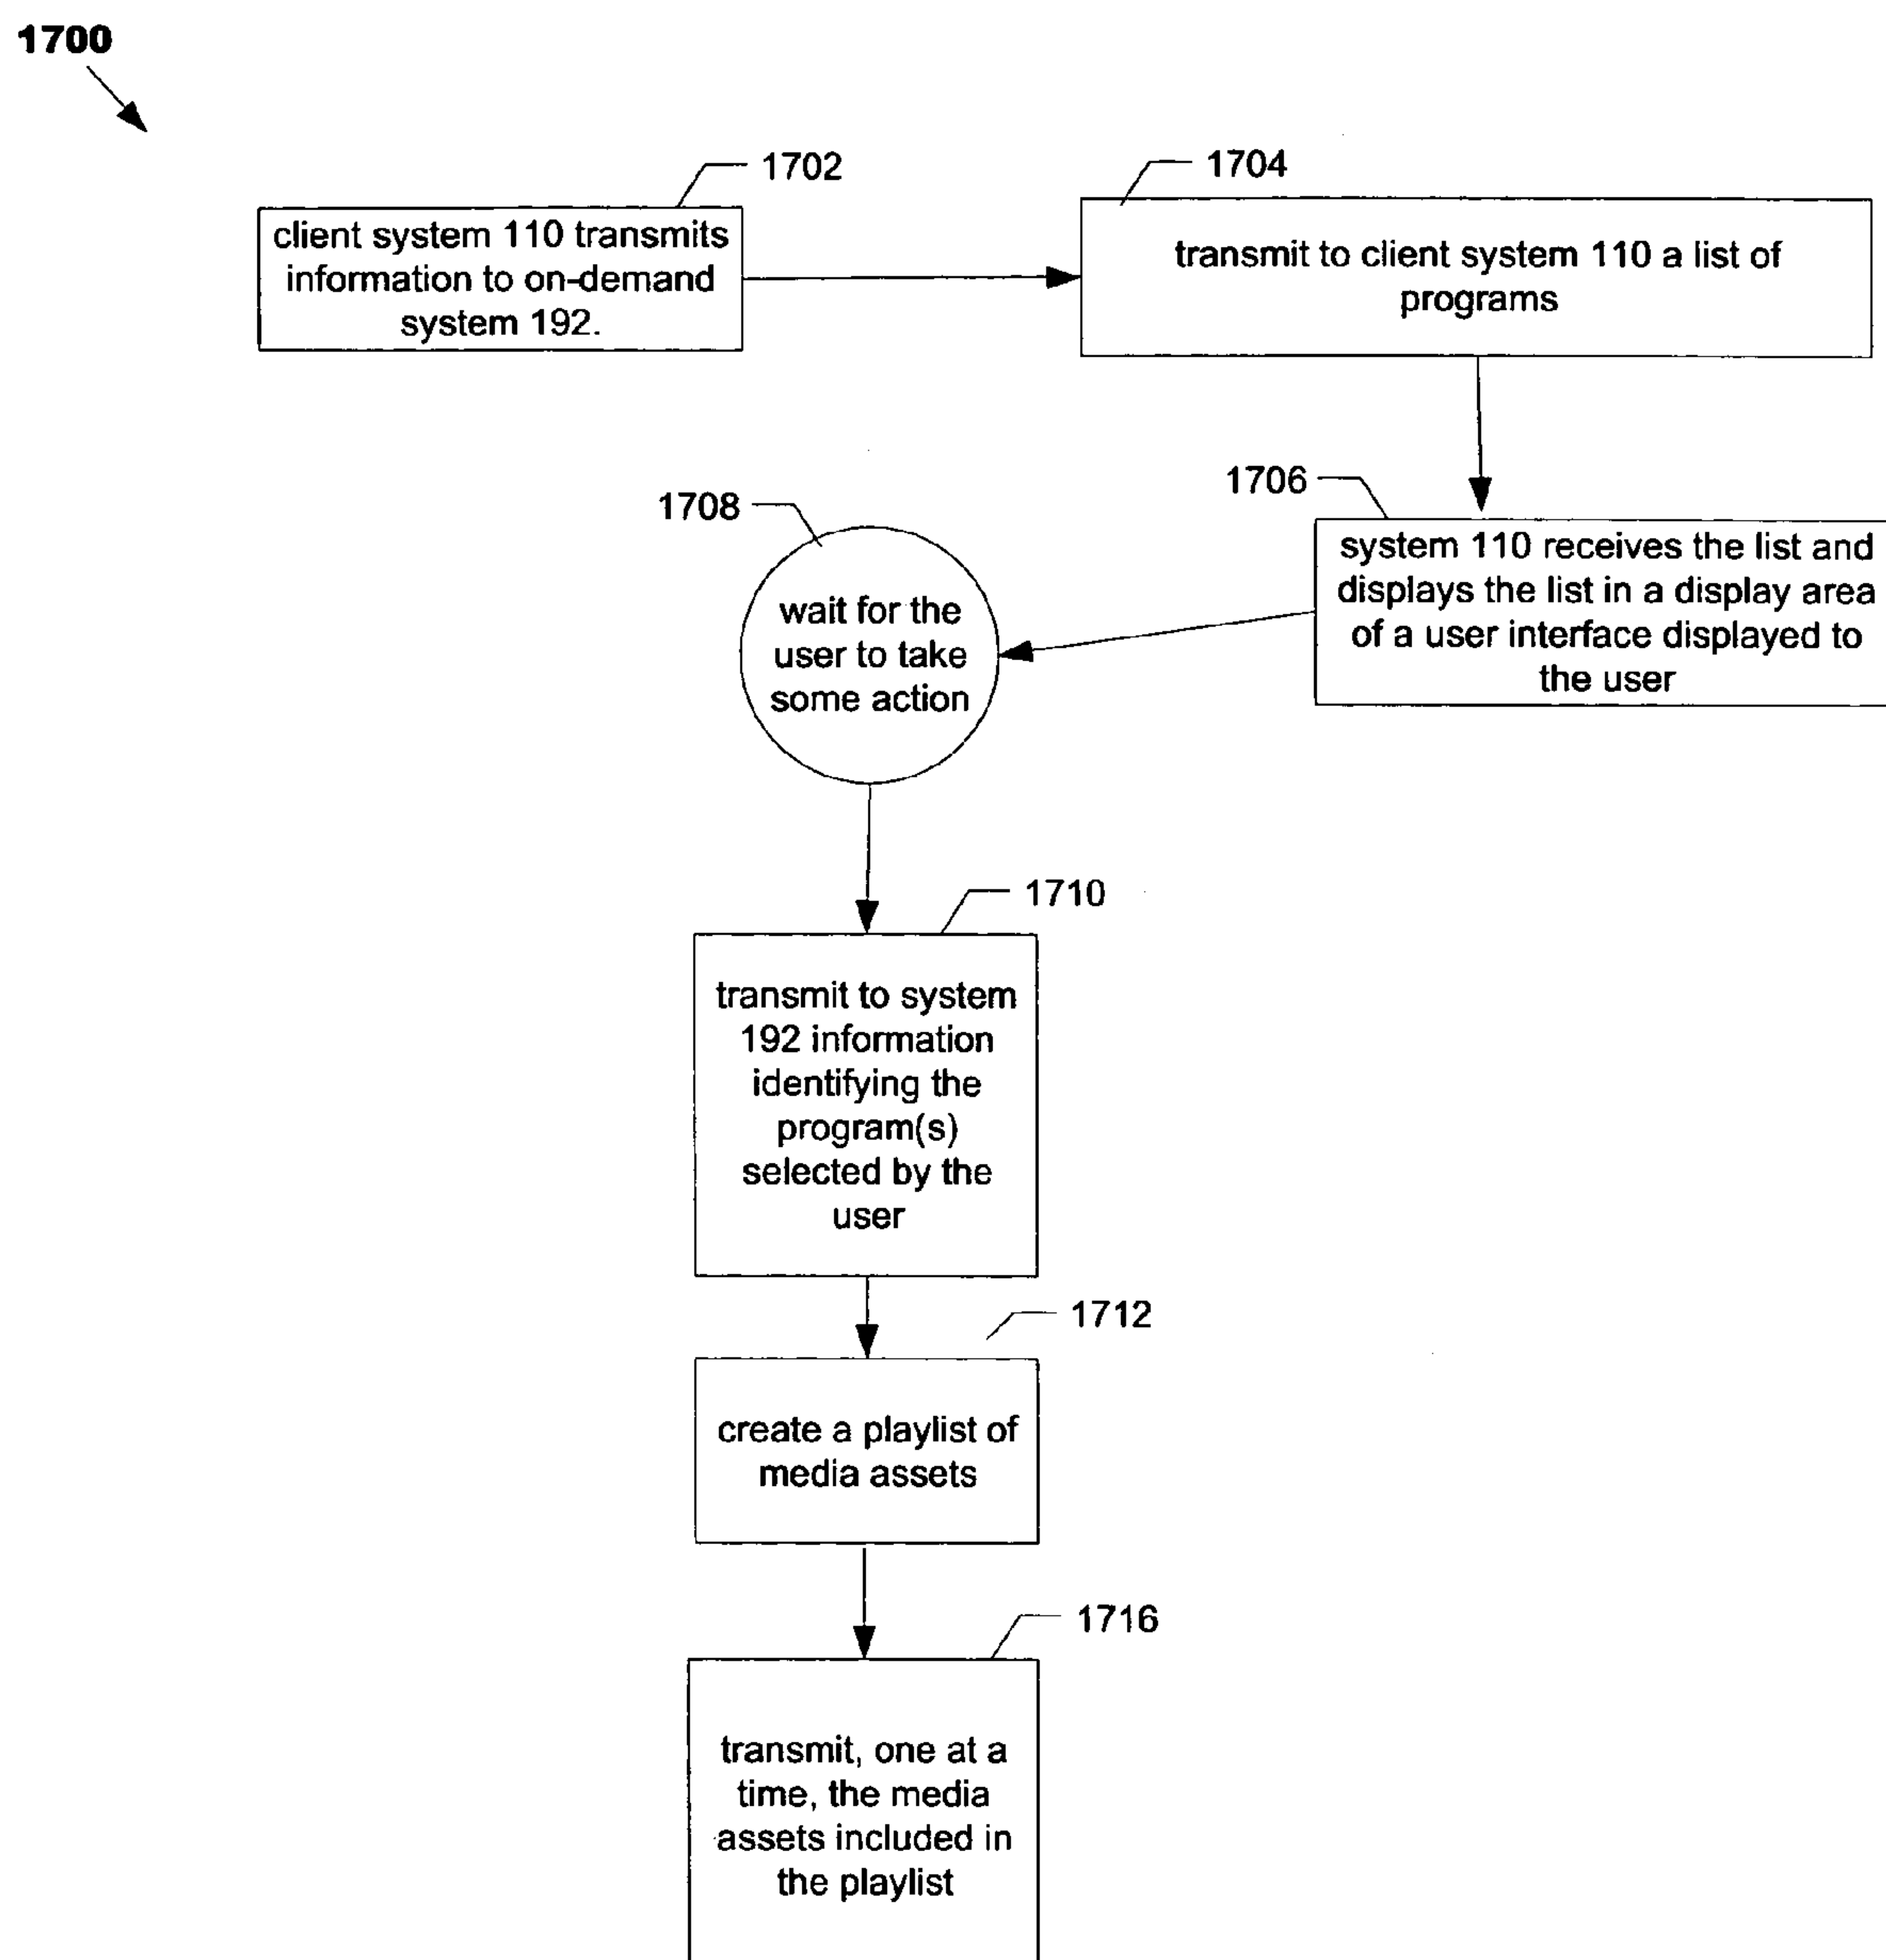 1700
1702
client system 110 transmits
information to on-demand
system 192.
1704
transmit to client system 110 a list of
programs
1706
system 110 receives the list and
displays the list in a display area
of a user interface displayed to
the user
1708
wait for the
user to take
some action
1710
transmit to system
192 information
identifying the
program(s)
selected by the
user
1712
create a playlist of
media assets
1716
transmit, one at a
time, the media
assets included in
the playlist